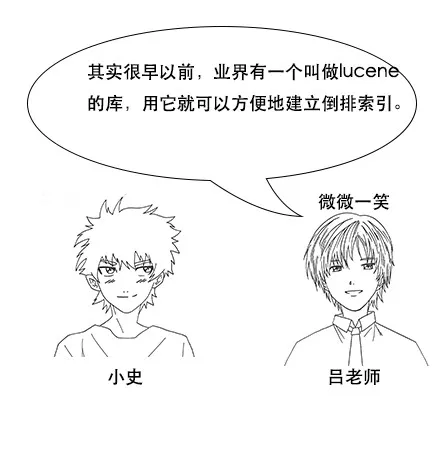 其实很早以前，业界有一个叫做lucene
的库，用它就可以方便地建立倒排索引。
微微一笑
小史
吕老师